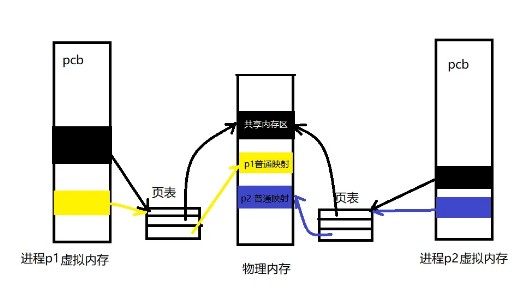 pcb
pcb
共享内存区
p1普通映射
页表
p2 普通映射
页表
进程p1虚拟内存
物理内存
进程p2虚拟内存